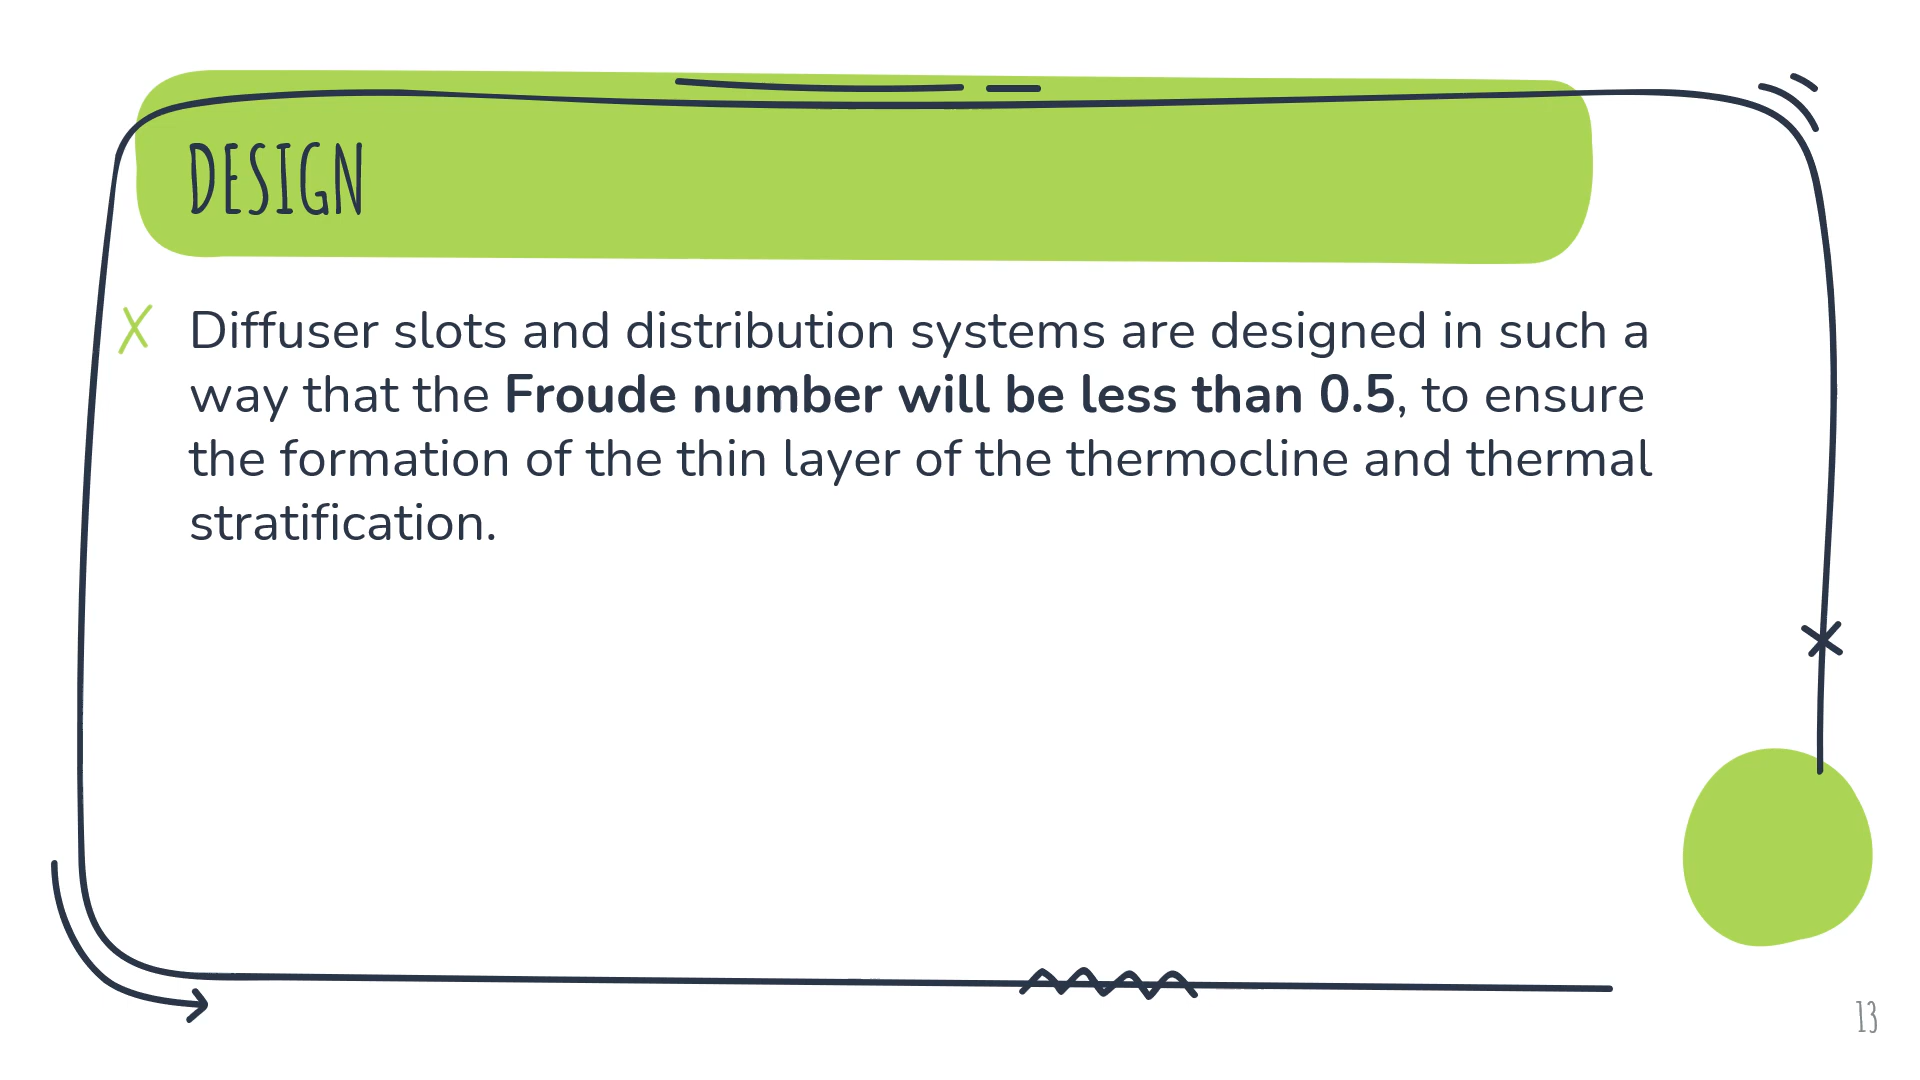 DESIGN
✗ Diffuser slots and distribution systems are designed in such a
way that the Froude number will be less than 0.5, to ensure
the formation of the thin layer of the thermocline and thermal
stratification.
13